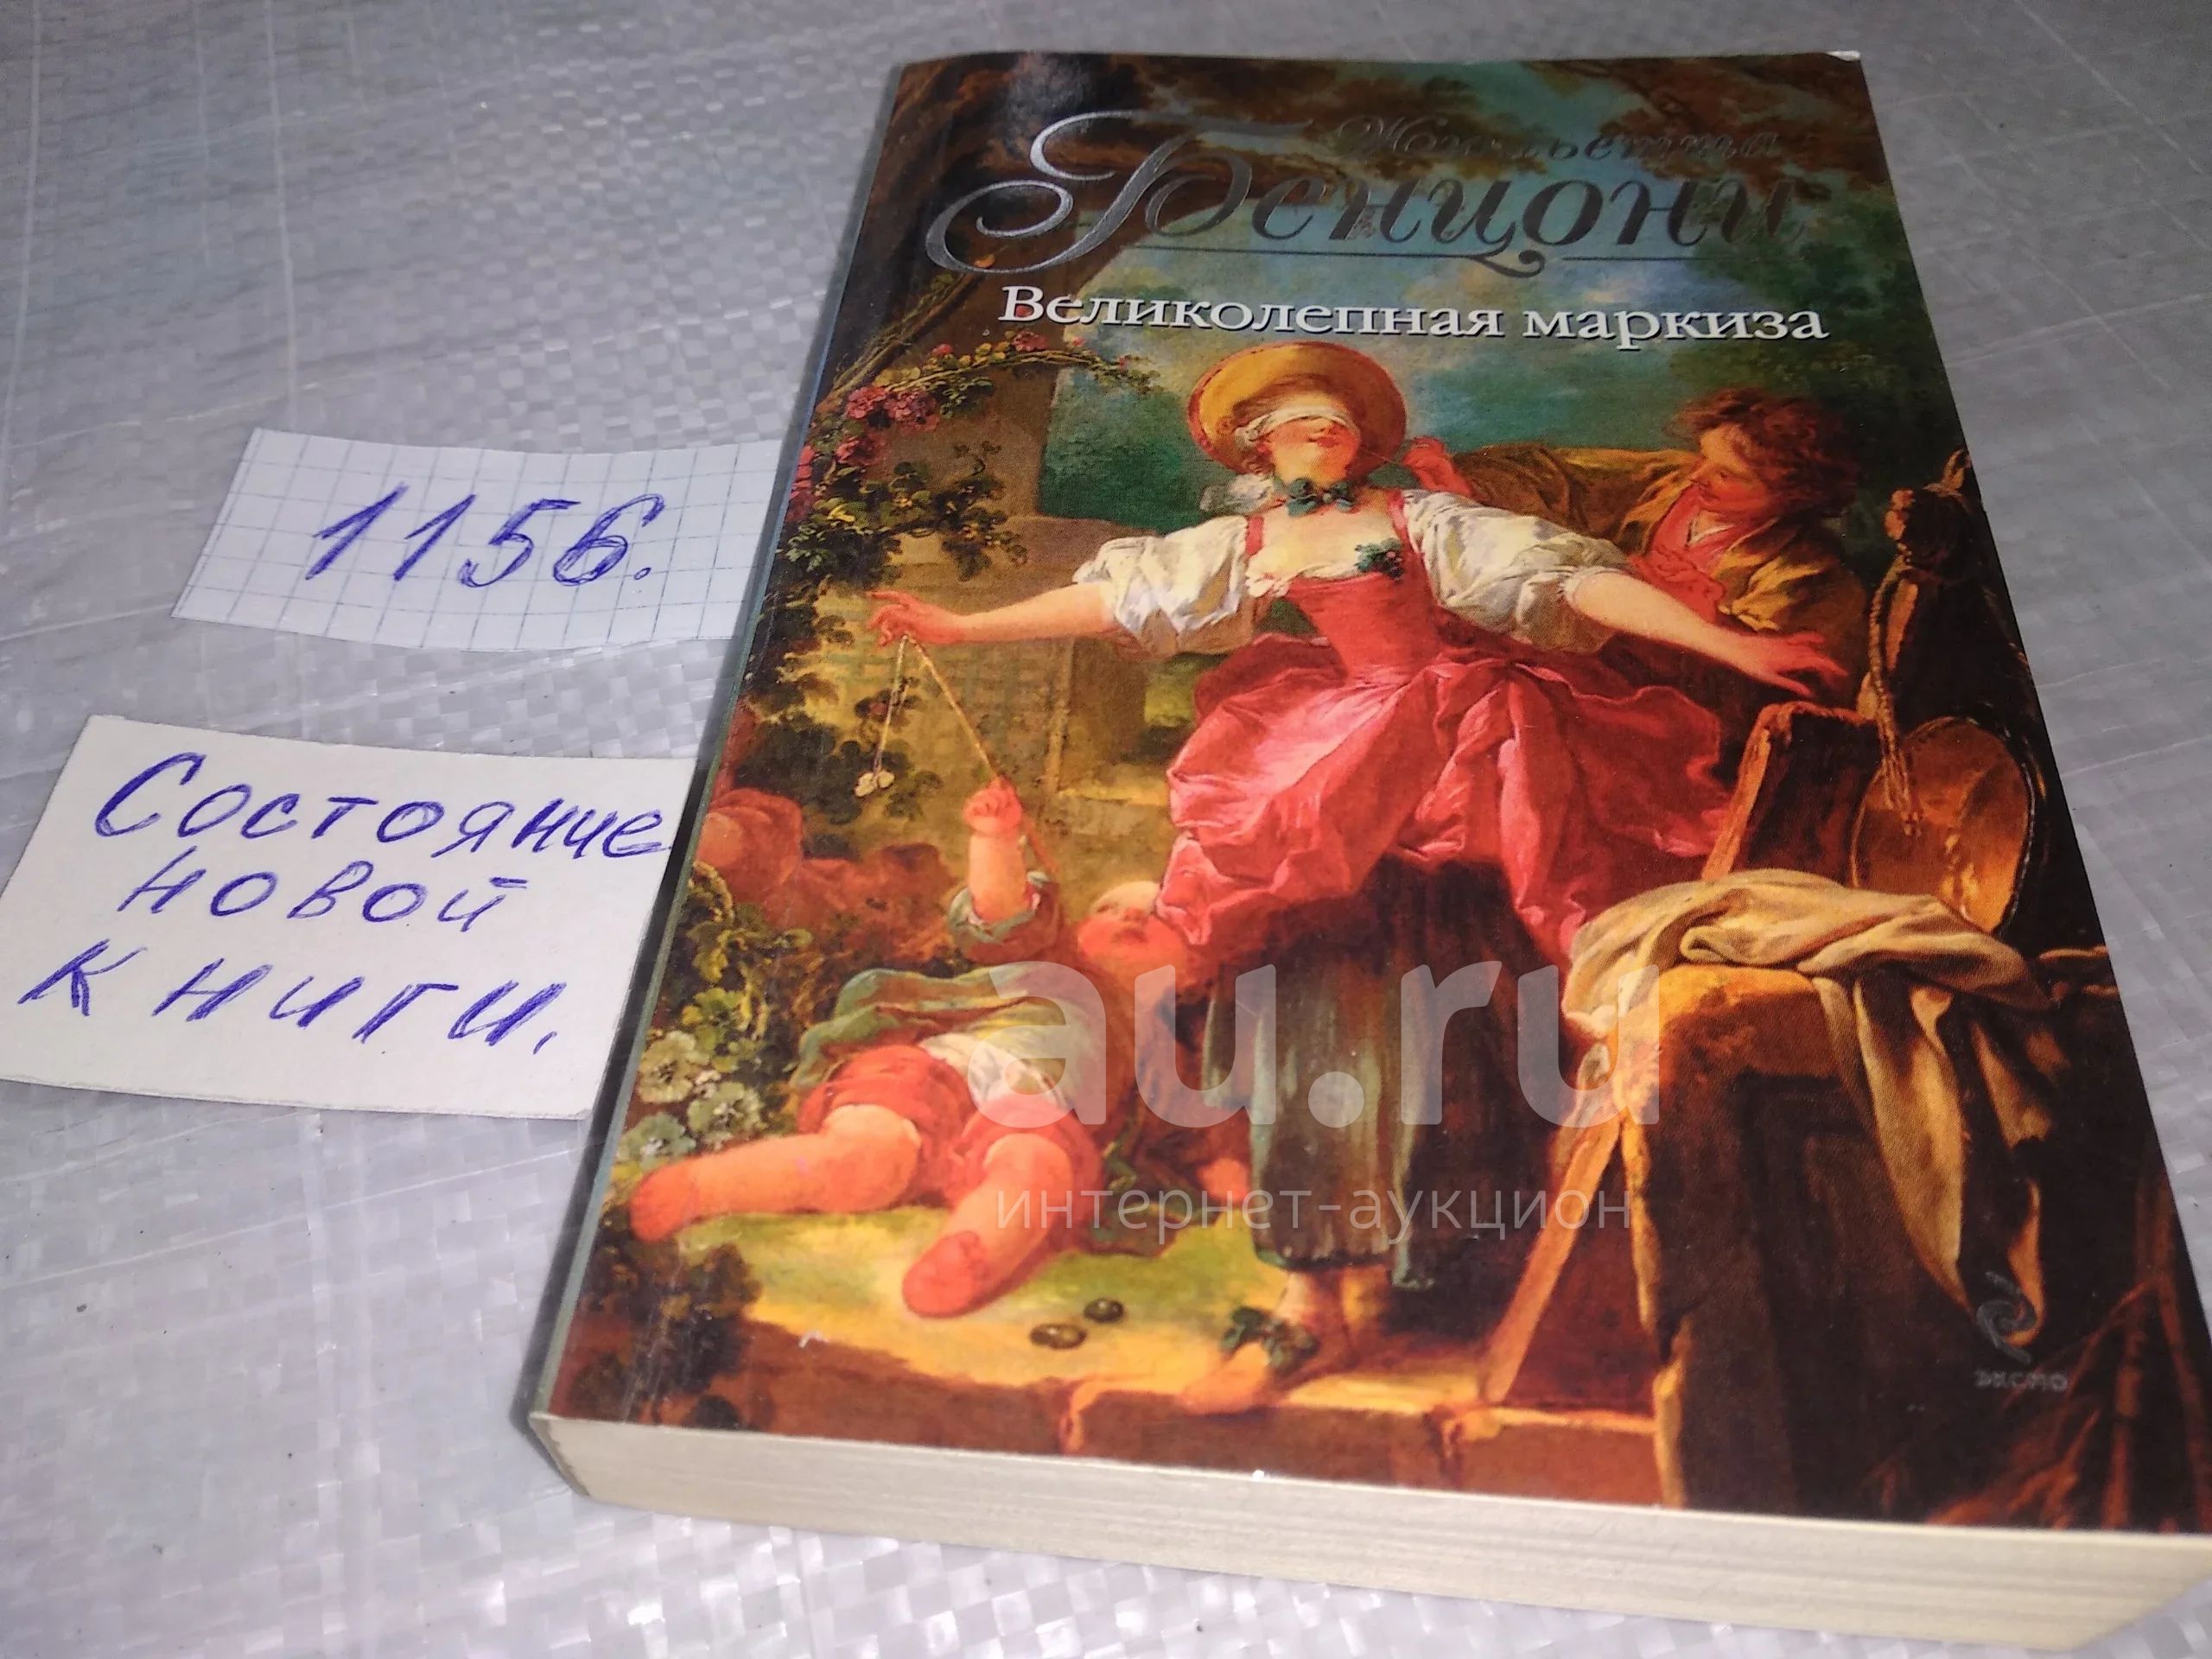 Жюльетта
Бенцони
Великолепная маркиза
1156.
Состояние
новой
книги.
au.ru
интернет-аукцион
эксмо